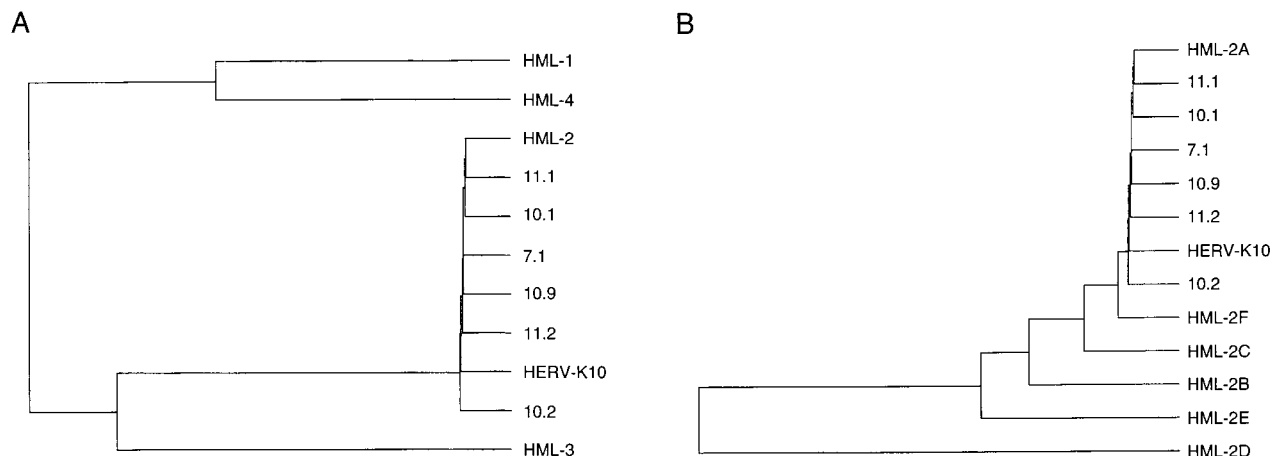 A
HML-1
HML-4
HML-2
11.1
10.1
7.1
10.9
11.2
HERV-K10
10.2
HML-3
B
HML-2A
11.1
10.1
7.1
10.9
11.2
HERV-K10
10.2
HML-2F
HML-2C
HML-2B
HML-2E
HML-2D